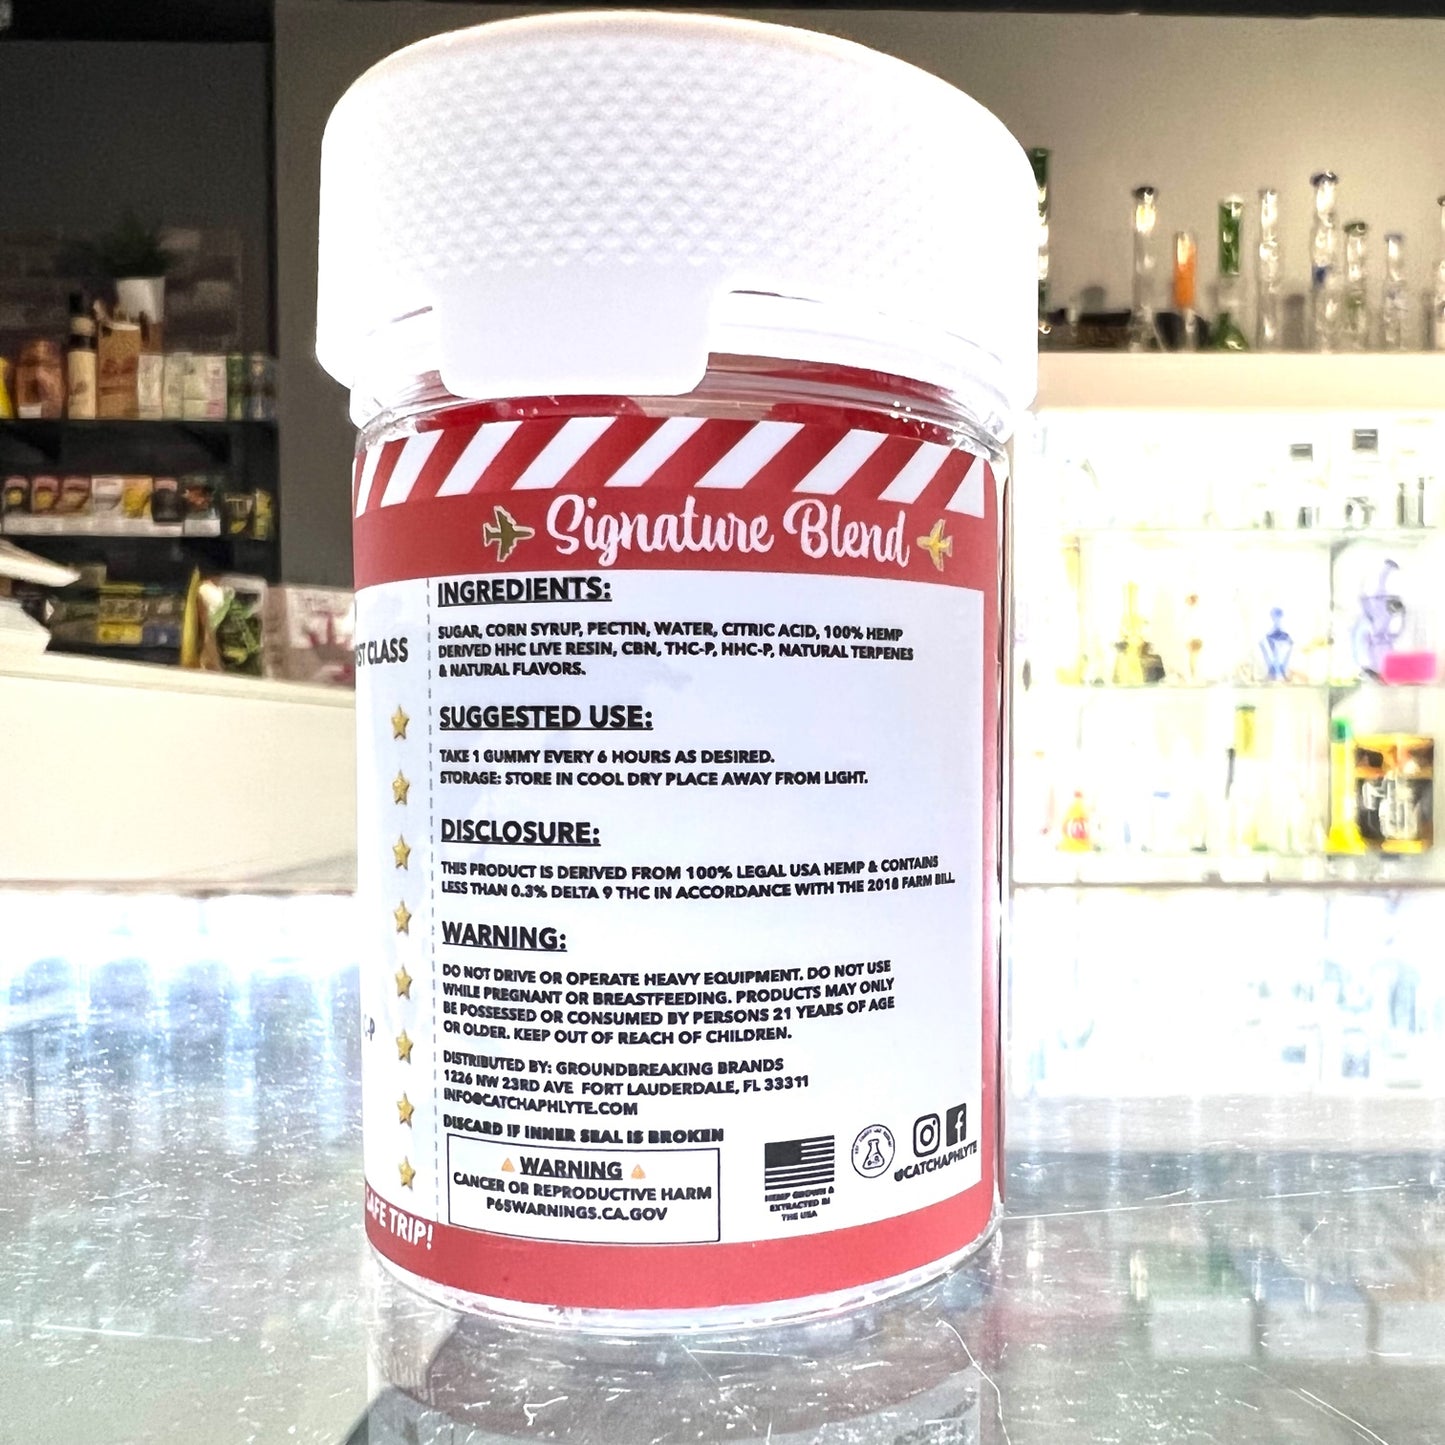 Signature Blend
INGREDIENTS:
SUGAR, CORN SYRUP, PECTIN, WATER, CITRIC ACID, 100% HEMP
DERIVED HHC LIVE RESIN, CBN, THC-P, HHC-P, NATURAL TERPENES
& NATURAL FLAVORS.
SUGGESTED USE:
TAKE 1 GUMMY EVERY 6 HOURS AS DESIRED.
STORAGE: STORE IN COOL DRY PLACE AWAY FROM LIGHT.
DISCLOSURE:
THIS PRODUCT IS DERIVED FROM 100% LEGAL USA HEMP & CONTAINS
LESS THAN 0.3% DELTA 9 THC IN ACCORDANCE WITH THE 2018 FARM BILL
WARNING:
DO NOT DRIVE OR OPERATE HEAVY EQUIPMENT. DO NOT USE
WHILE PREGNANT OR BREASTFEEDING. PRODUCTS MAY ONLY
BE POSSESSED OR CONSUMED BY PERSONS 21 YEARS OF AGE
OR OLDER. KEEP OUT OF REACH OF CHILDREN.
DISTRIBUTED BY: GROUNDBREAKING BRANDS
1226 NW 23RD AVE FORT LAUDERDALE, FL 33311
INFO@CATCHAPHLYTE.COM
DISCARD IF INNER SEAL IS BROKEN
WARNING
CANCER OR REPRODUCTIVE HARM
P65WARNINGS.CA.GOV
HEMP GROWN &
EXTRACTED IN
THE USA
@CATCHAPHLYTE
ST CLASS
C-P
AFE TRIP!